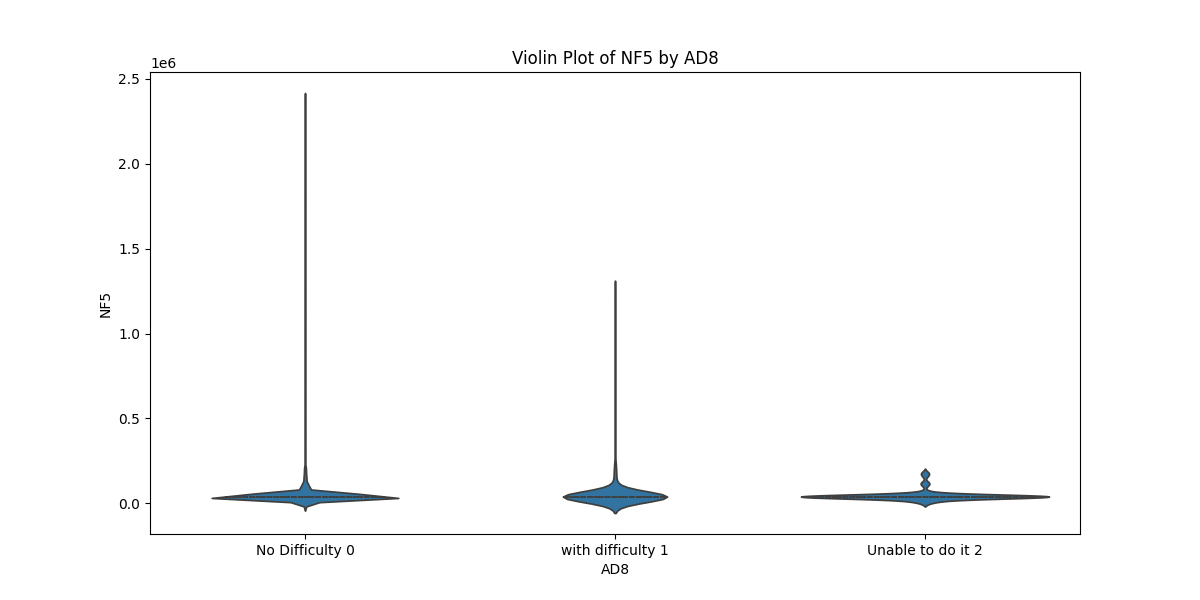 Violin Plot of NF5 by AD8
1e6
2.5
2.0
1.5
1.0
0.5
0.0
NF5
No Difficulty 0
with difficulty 1
Unable to do it 2
AD8